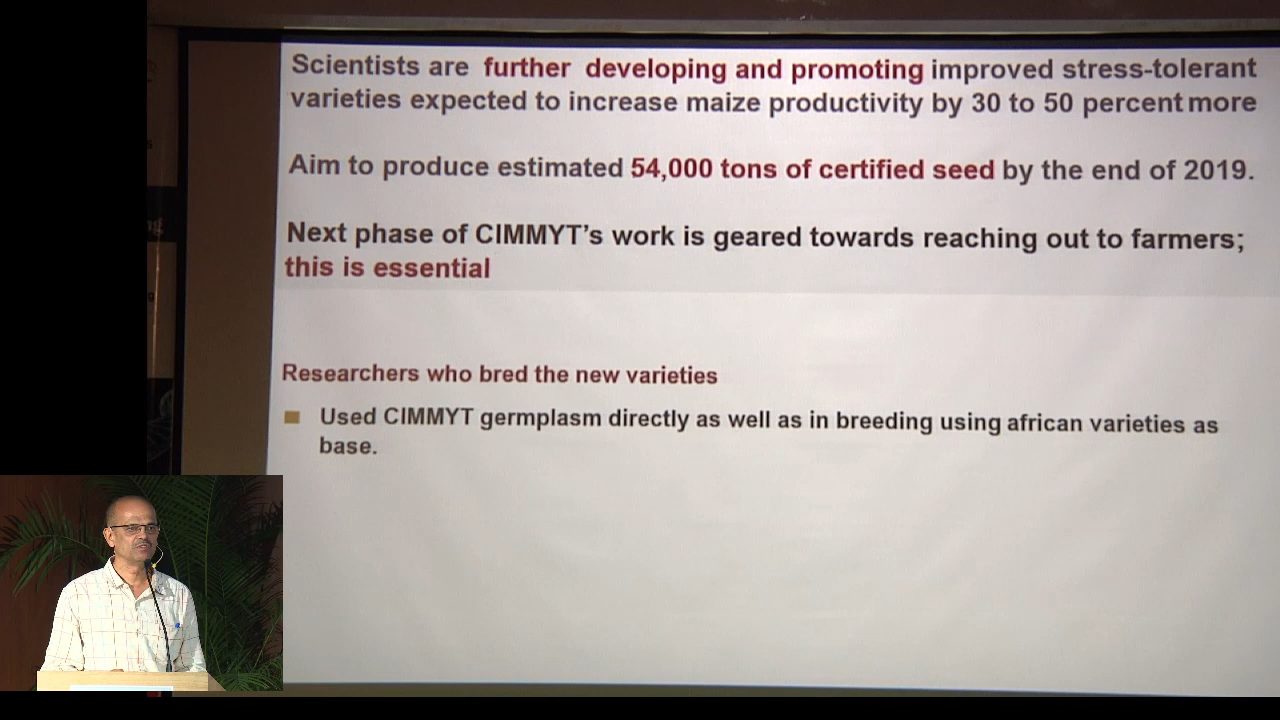 Scientists are further developing and promoting improved stress-tolerant
varieties expected to increase maize productivity by 30 to 50 percent more
Aim to produce estimated 54,000 tons of certified seed by the end of 2019.
Next phase of CIMMYT's work is geared towards reaching out to farmers;
this is essential
Researchers who bred the new varieties
Used CIMMYT germplasm directly as well as in breeding using african varieties as
base.